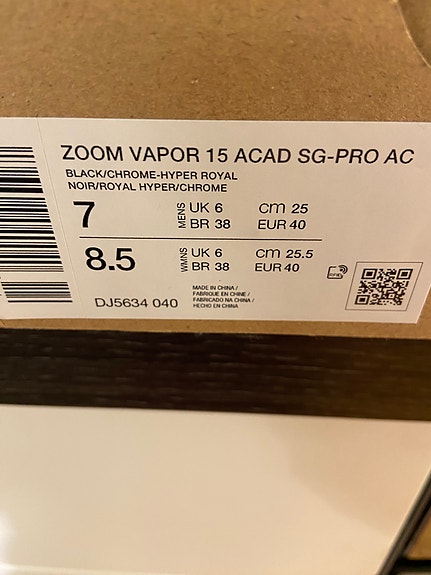 ZOOM VAPOR 15 ACAD SG-PRO AC
BLACK/CHROME-HYPER ROYAL
NOIR/ROYAL HYPER/CHROME
7 MENS UK 6 cm 25
BR 38 EUR 40
8.5 WMNS UK 6 cm 25.5
BR 38 EUR 40
DJ5634 040
MADE IN CHINA /
FABRIQUE EN CHINE /
FABRICADO NA CHINA /
HECHO EN CHINA